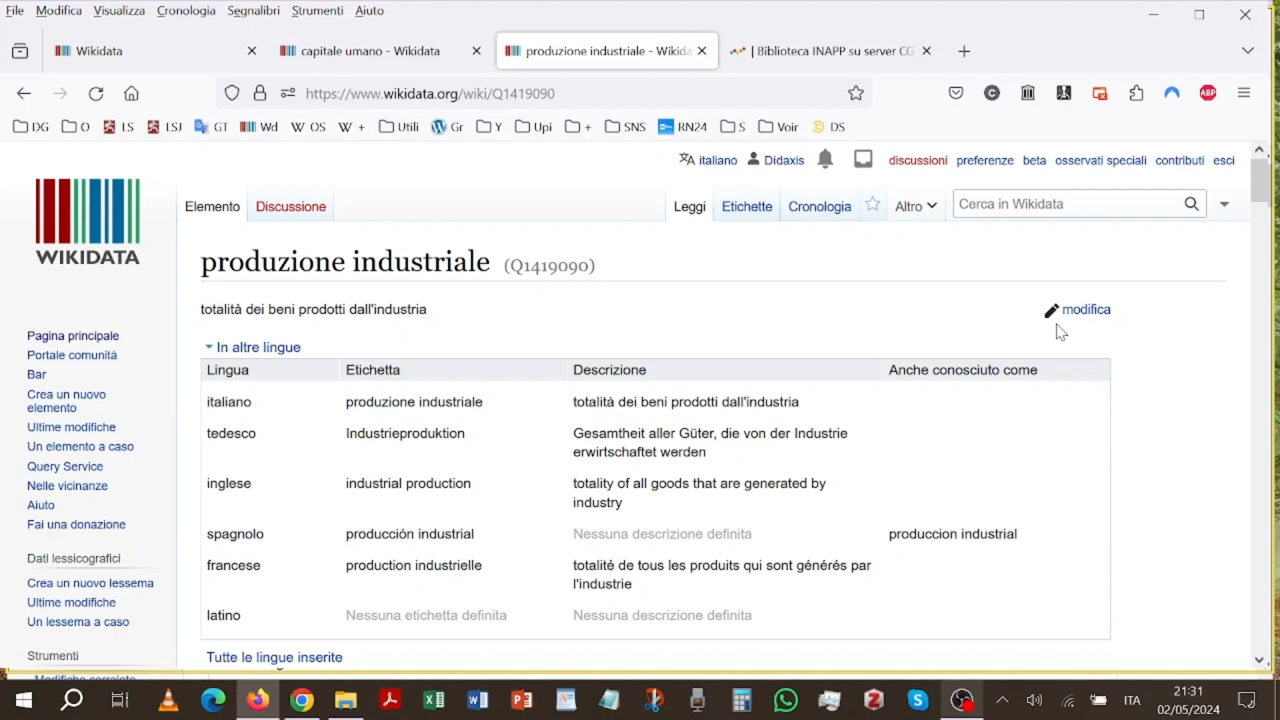 File Modifica Visualizza Cronologia Segnalibri Strumenti Aiuto
Wikidata
capitale umano - Wikidata
produzione industriale - Wikida
| Biblioteca INAPP su server CG
https://www.wikidata.org/wiki/Q1419090
DG O LS LSJ GT Wd W OS W + Utili Gr Y Upi + SNS RN24 S Voir DS
italiano Didaxis discussioni preferenze beta osservati speciali contributi esci
WIKIDATA
Elemento Discussione Leggi Etichette Cronologia Altro Cerca in Wikidata
produzione industriale (Q1419090)
totalità dei beni prodotti dall'industria
modifica
In altre lingue
Lingua Etichetta Descrizione Anche conosciuto come
italiano produzione industriale totalità dei beni prodotti dall'industria
tedesco Industrieproduktion Gesamtheit aller Güter, die von der Industrie
erwirtschaftet werden
inglese industrial production totality of all goods that are generated by
industry
spagnolo producción industrial Nessuna descrizione definita produccion industrial
francese production industrielle totalité de tous les produits qui sont générés par
l'industrie
latino Nessuna etichetta definita Nessuna descrizione definita
Tutte le lingue inserite
Pagina principale
Portale comunità
Bar
Crea un nuovo
elemento
Ultime modifiche
Un elemento a caso
Query Service
Nelle vicinanze
Aiuto
Fai una donazione
Dati lessicografici
Crea un nuovo lessema
Ultime modifiche
Un lessema a caso
Strumenti
ITA
21:31
02/05/2024